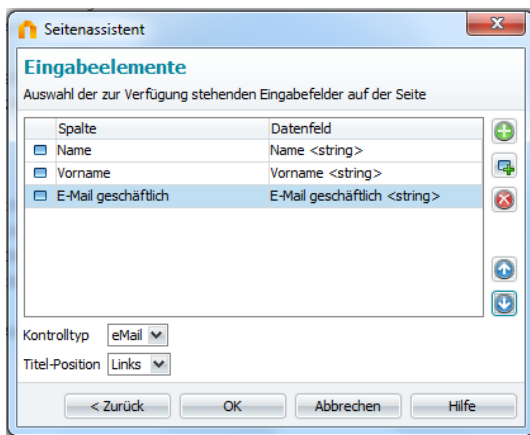 Seitenassistent
Eingabeelemente
Auswahl der zur Verfügung stehenden Eingabefelder auf der Seite
Spalte Datenfeld
Name Name <string>
Vorname Vorname <string>
E-Mail geschäftlich E-Mail geschäftlich <string>
Kontrolltyp eMail
Titel-Position Links
< Zurück OK Abbrechen Hilfe